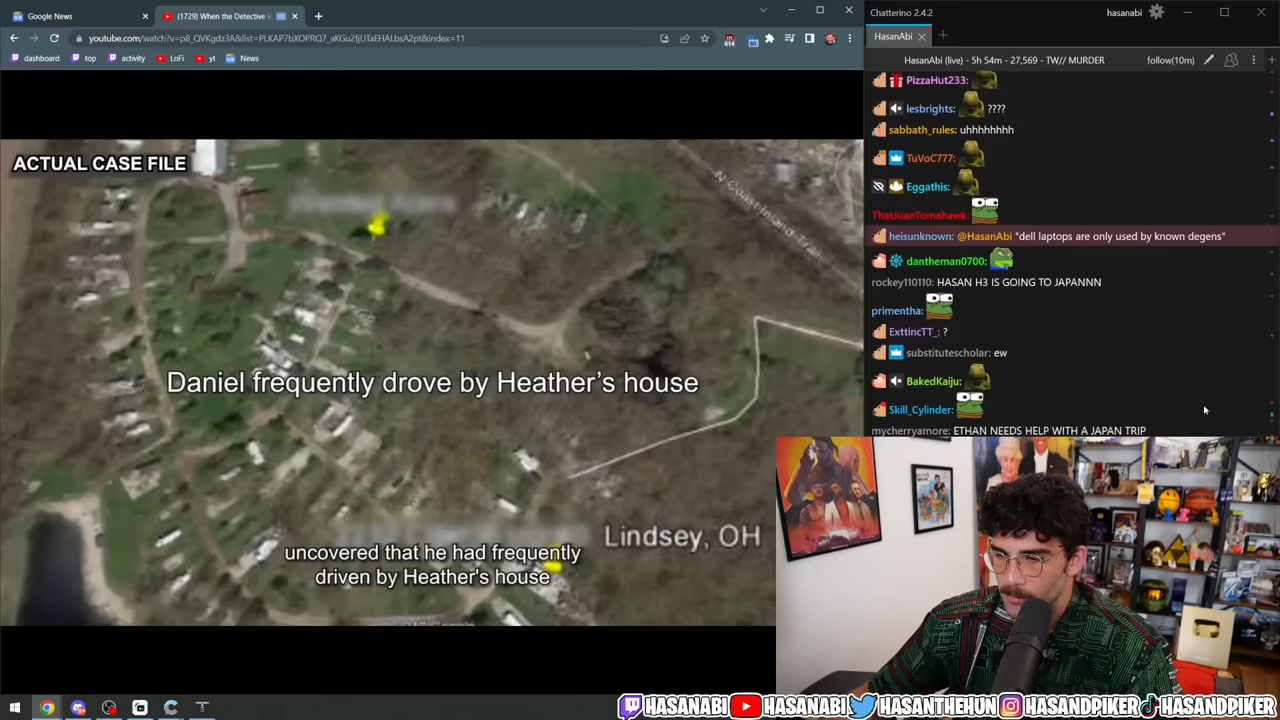 Google News
(1729) When the Detective i
youtube.com/watch?v=p8_QVKgdz3A&list=PLKAP7bXOPRQ7_aKGu2fjUTaEHALbsA2pt&index=11
614
80
dashboard
top
activity
LoFi
yt
News
ACTUAL CASE FILE
N Coast Inland Trail
Daniel frequently drove by Heather's house
Lindsey, OH
uncovered that he had frequently
driven by Heather's house
Chatterino 2.4.2
hasanabi
HasanAbi
HasanAbi (live) - 5h 54m - 27,569 - TW// MURDER
follow(10m)
PizzaHut233:
lesbrights: ????
sabbath_rules: uhhhhhhhh
TuVoC777:
Eggathis:
ThatJuanTomahawk:
heisunknown: @HasanAbi "dell laptops are only used by known degens"
dantheman0700:
rockey110110: HASAN H3 IS GOING TO JAPANNN
primentha:
ExttincTT_: ?
substitutescholar: ew
BakedKaiju:
Skill_Cylinder:
mycherryamore: ETHAN NEEDS HELP WITH A JAPAN TRIP
HASANABI
HASANABI
HASANTHEHUN
HASANDPIKER
HASANDPIKER